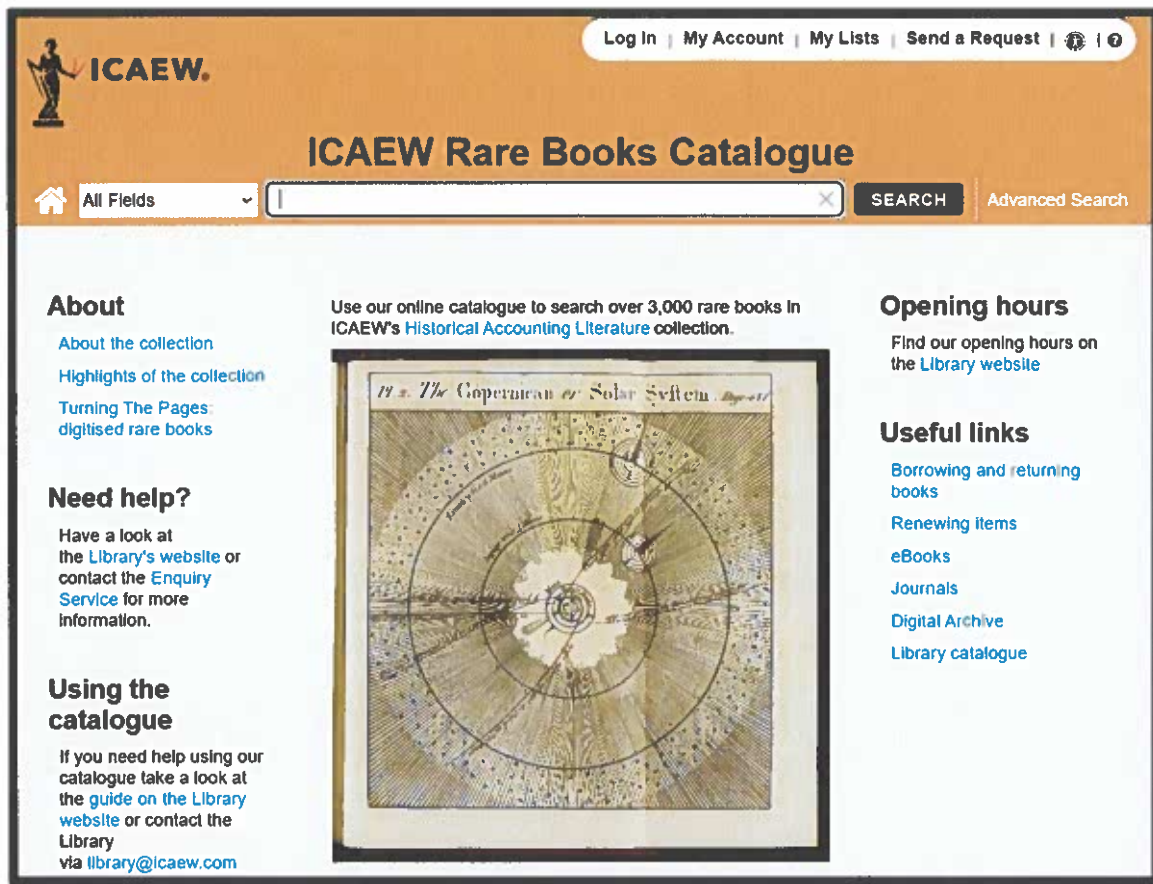 Log In | My Account | My Lists | Send a Request |
ICAEW.
ICAEW Rare Books Catalogue
All Fields
SEARCH
Advanced Search
About
About the collection
Highlights of the collection
Turning The Pages:
digitised rare books
Need help?
Have a look at
the Library's website or
contact the Enquiry
Service for more
information.
Using the
catalogue
If you need help using our
catalogue take a look at
the guide on the Library
website or contact the
Library
via library@icaew.com
Use our online catalogue to search over 3,000 rare books in
ICAEW's Historical Accounting Literature collection.
The Copernican or Solar System
Opening hours
Find our opening hours on
the Library website
Useful links
Borrowing and returning
books
Renewing items
eBooks
Journals
Digital Archive
Library catalogue